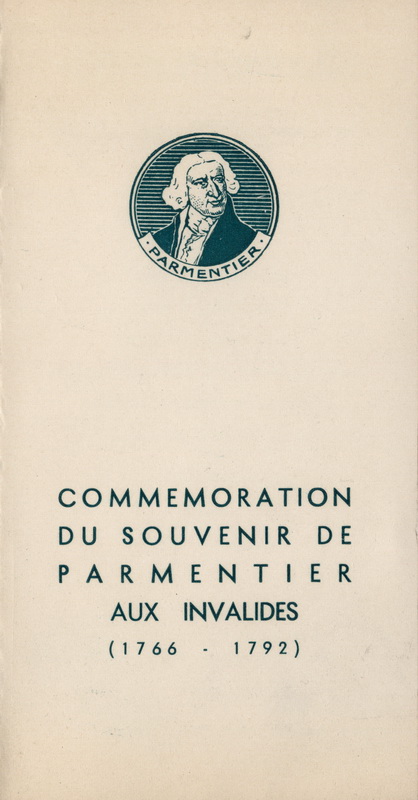 · PARMENTIER ·
COMMEMORATION
DU SOUVENIR DE
PARMENTIER
AUX INVALIDES
(1766 - 1792)